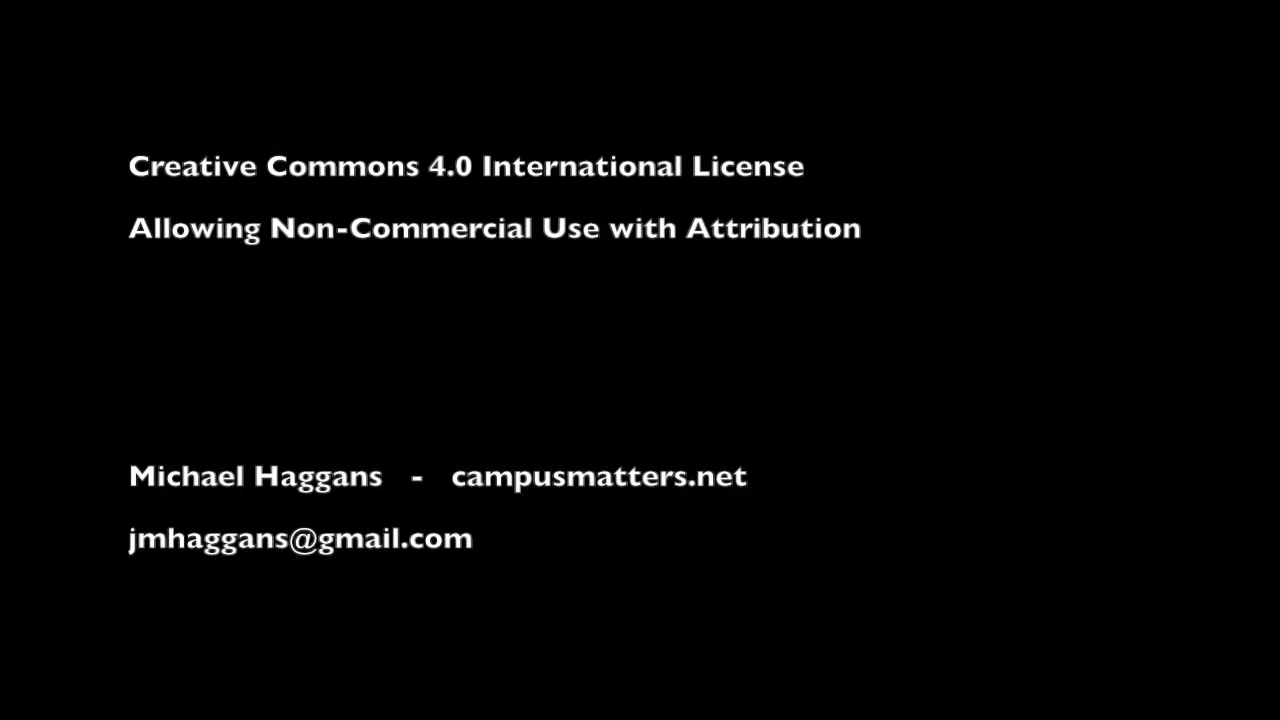 Creative Commons 4.0 International License
Allowing Non-Commercial Use with Attribution
Michael Haggans - campusmatters.net
jmhaggans@gmail.com